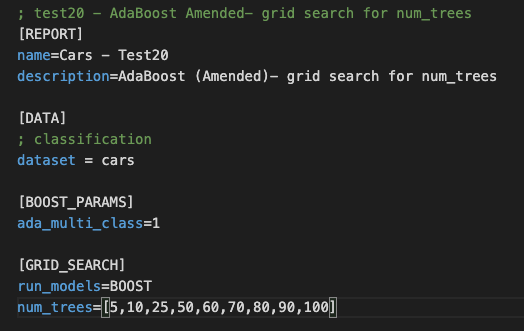 ; test20 - AdaBoost Amended- grid search for num_trees
[REPORT]
name=Cars - Test20
description=AdaBoost (Amended)- grid search for num_trees
[DATA]
; classification
dataset = cars
[BOOST_PARAMS]
ada_multi_class=1
[GRID_SEARCH]
run_models=BOOST
num_trees=[5,10,25,50,60,70,80,90,100]